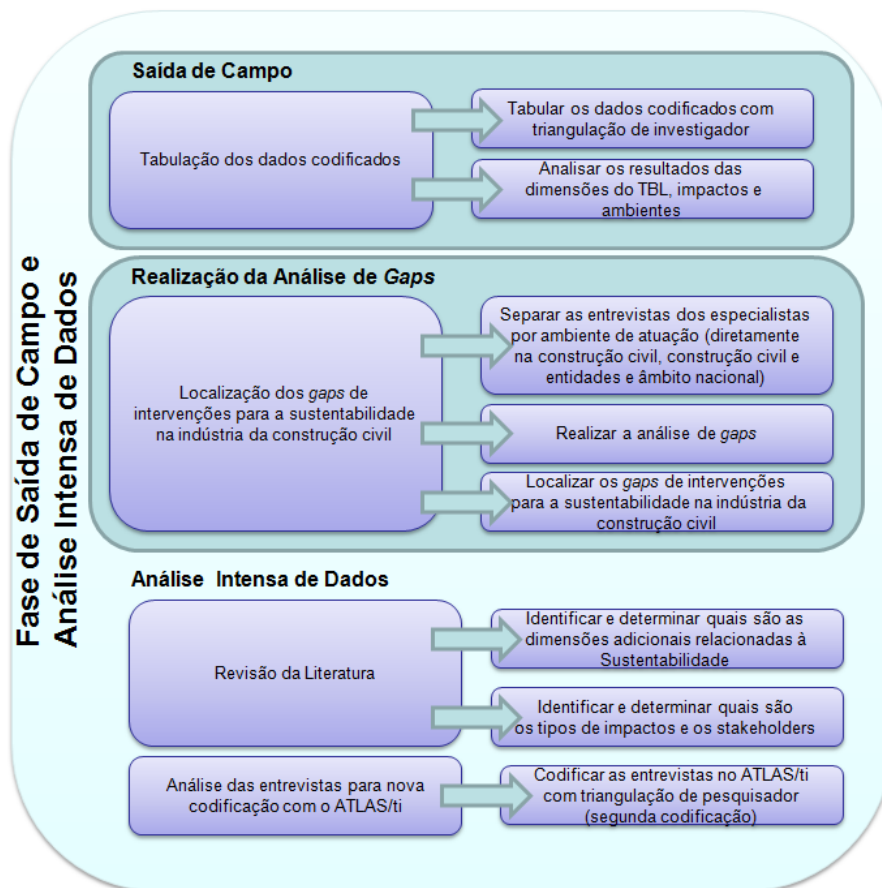 Fase de Saída de Campo e
Análise Intensa de Dados
Saída de Campo
Tabulação dos dados codificados
Tabular os dados codificados com
triangulação de investigador
Analisar os resultados das
dimensões do TBL, impactos e
ambientes
Realização da Análise de Gaps
Localização dos gaps de
intervenções para a sustentabilidade
na indústria da construção civil
Separar as entrevistas dos especialistas
por ambiente de atuação (diretamente
na construção civil, construção civil e
entidades e âmbito nacional)
Realizar a análise de gaps
Localizar os gaps de intervenções
para a sustentabilidade na indústria da
construção civil
Análise Intensa de Dados
Revisão da Literatura
Identificar e determinar quais são as
dimensões adicionais relacionadas à
Sustentabilidade
Identificar e determinar quais são
os tipos de impactos e os stakeholders
Análise das entrevistas para nova
codificação com o ATLAS/ti
Codificar as entrevistas no ATLAS/ti
com triangulação de pesquisador
(segunda codificação)